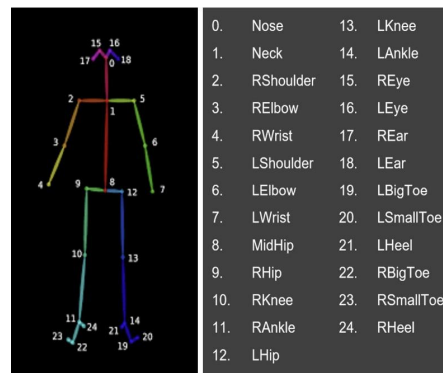 15 16
17 18
0
2 5
1
3 6
4 7
9 8 12
10 13
11 24 21 14
23 22 19 20
0. Nose
1. Neck
2. RShoulder
3. RElbow
4. RWrist
5. LShoulder
6. LElbow
7. LWrist
8. MidHip
9. RHip
10. RKnee
11. RAnkle
12. LHip
13. LKnee
14. LAnkle
15. REye
16. LEye
17. REar
18. LEar
19. LBigToe
20. LSmallToe
21. LHeel
22. RBigToe
23. RSmallToe
24. RHeel